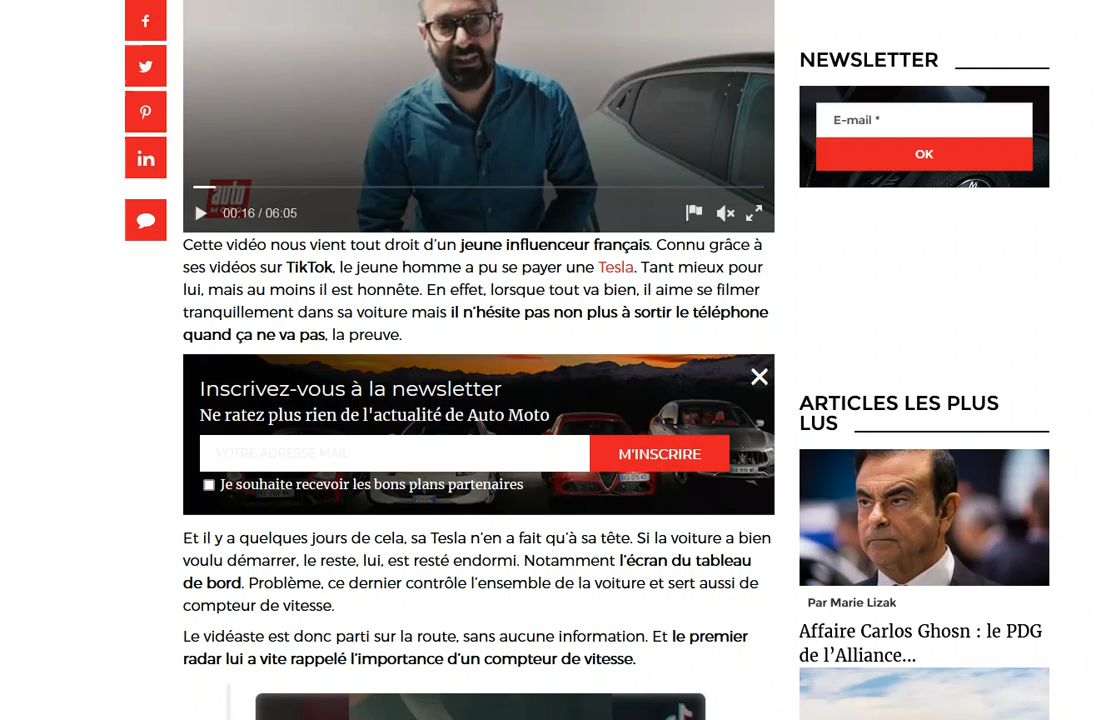 auto
00:16 / 06:05
Cette vidéo nous vient tout droit d’un jeune influenceur français. Connu grâce à
ses vidéos sur TikTok, le jeune homme a pu se payer une Tesla. Tant mieux pour
lui, mais au moins il est honnête. En effet, lorsque tout va bien, il aime se filmer
tranquillement dans sa voiture mais il n’hésite pas non plus à sortir le téléphone
quand ça ne va pas, la preuve.
Inscrivez-vous à la newsletter
Ne ratez plus rien de l'actualité de Auto Moto
VOTRE ADRESSE MAIL
M'INSCRIRE
Je souhaite recevoir les bons plans partenaires
Et il y a quelques jours de cela, sa Tesla n’en a fait qu’à sa tête. Si la voiture a bien
voulu démarrer, le reste, lui, est resté endormi. Notamment l’écran du tableau
de bord. Problème, ce dernier contrôle l’ensemble de la voiture et sert aussi de
compteur de vitesse.
Le vidéaste est donc parti sur la route, sans aucune information. Et le premier
radar lui a vite rappelé l’importance d’un compteur de vitesse.
NEWSLETTER
E-mail *
OK
ARTICLES LES PLUS
LUS
Par Marie Lizak
Affaire Carlos Ghosn : le PDG
de l’Alliance...